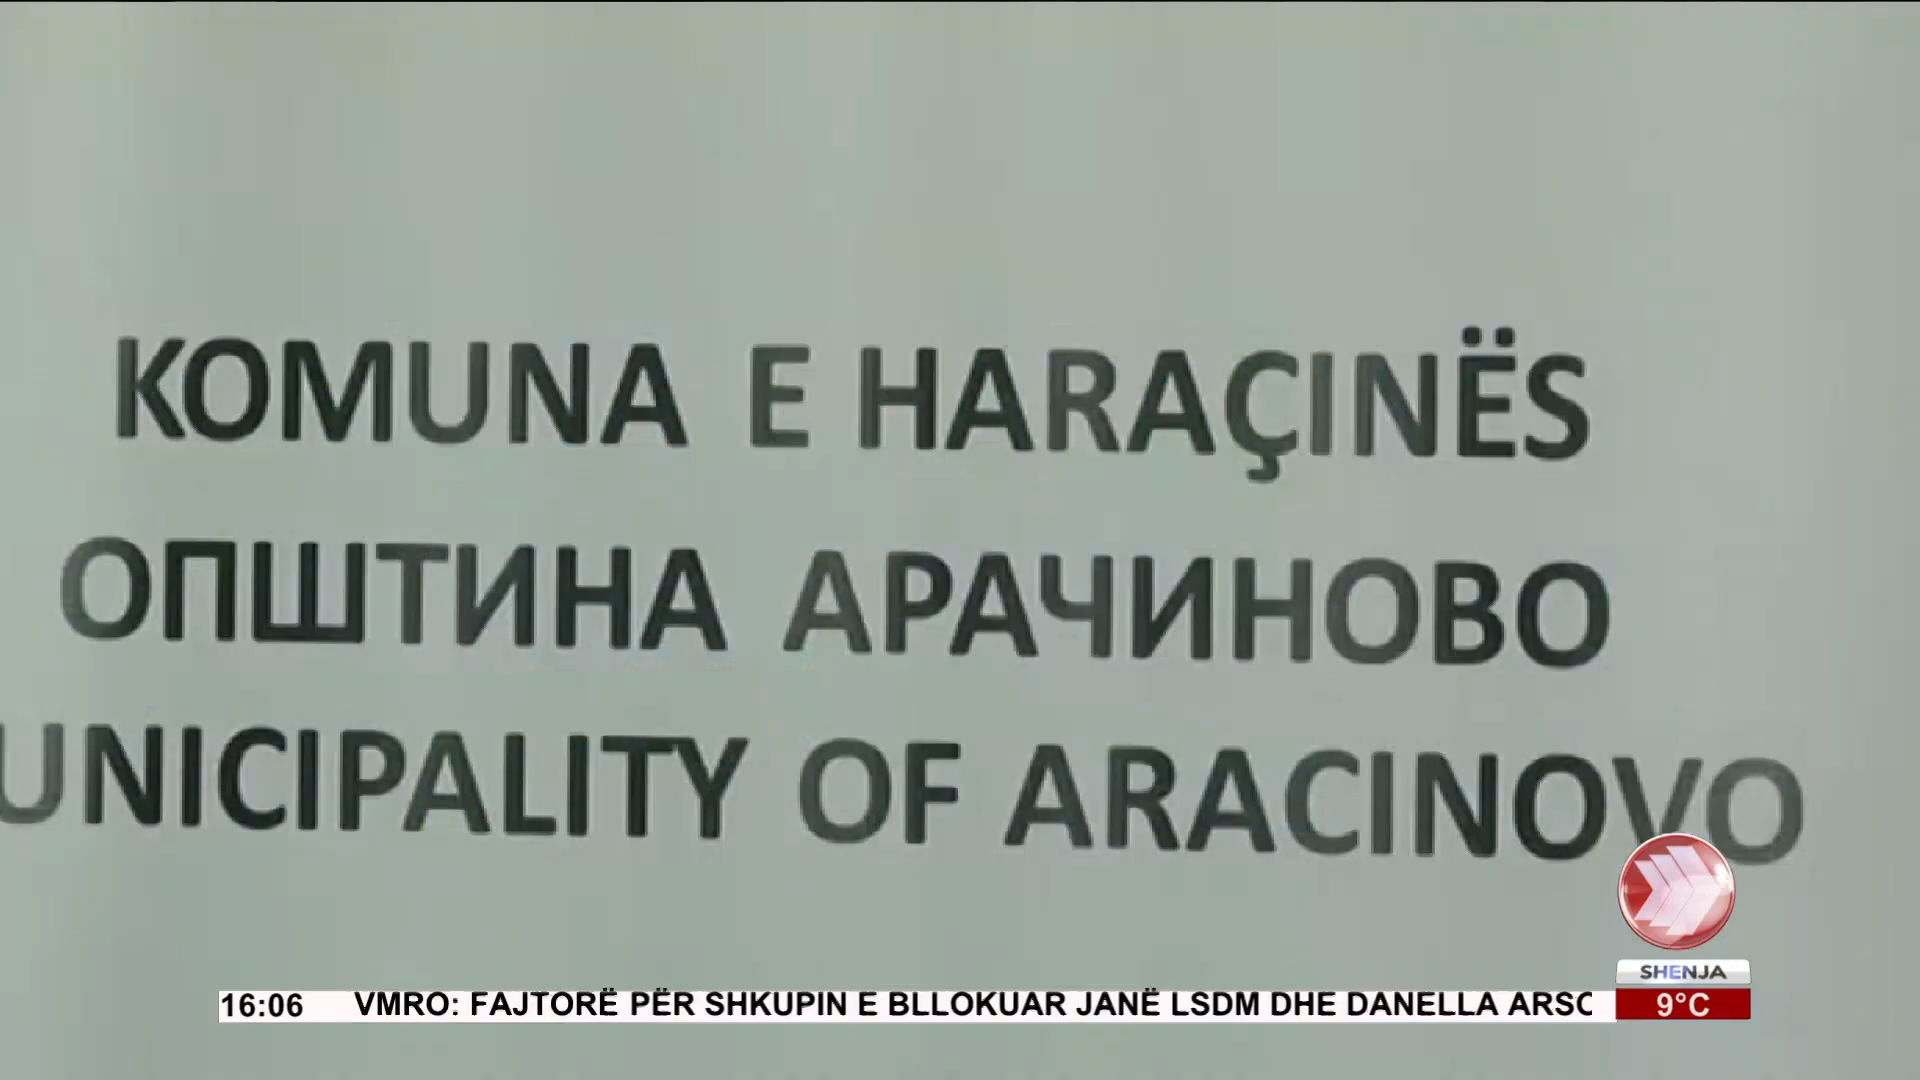 KOMUNA E HARAÇINËS
ОПШТИНА АРАЧИНОВО
UNICIPALITY OF ARACINOVO
SHENJA
16:06 VMRO: FAJTORË PËR SHKUPIN E BLLOKUAR JANË LSDM DHE DANELLA ARSC 9°C